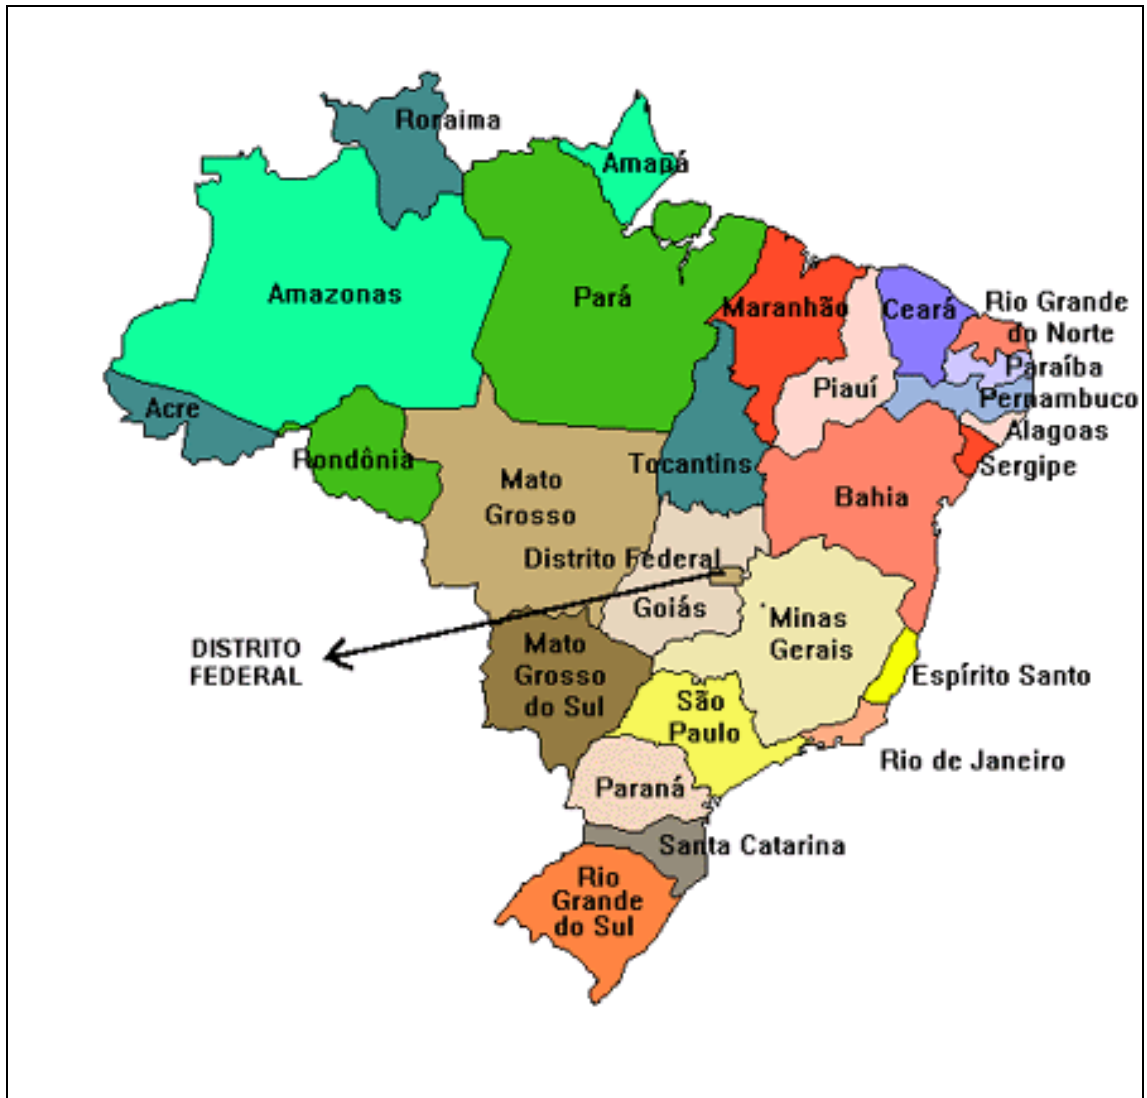 Roraima
Amapá
Amazonas
Pará
Maranhão
Ceará
Rio Grande
do Norte
Paraíba
Piauí
Pernambuco
Acre
Alagoas
Rondônia
Tocantins
Sergipe
Mato
Grosso
Bahia
Distrito Federal
Goiás
Minas
Gerais
DISTRITO
FEDERAL
Mato
Grosso
do Sul
Espírito Santo
São
Paulo
Rio de Janeiro
Paraná
Santa Catarina
Rio
Grande
do Sul